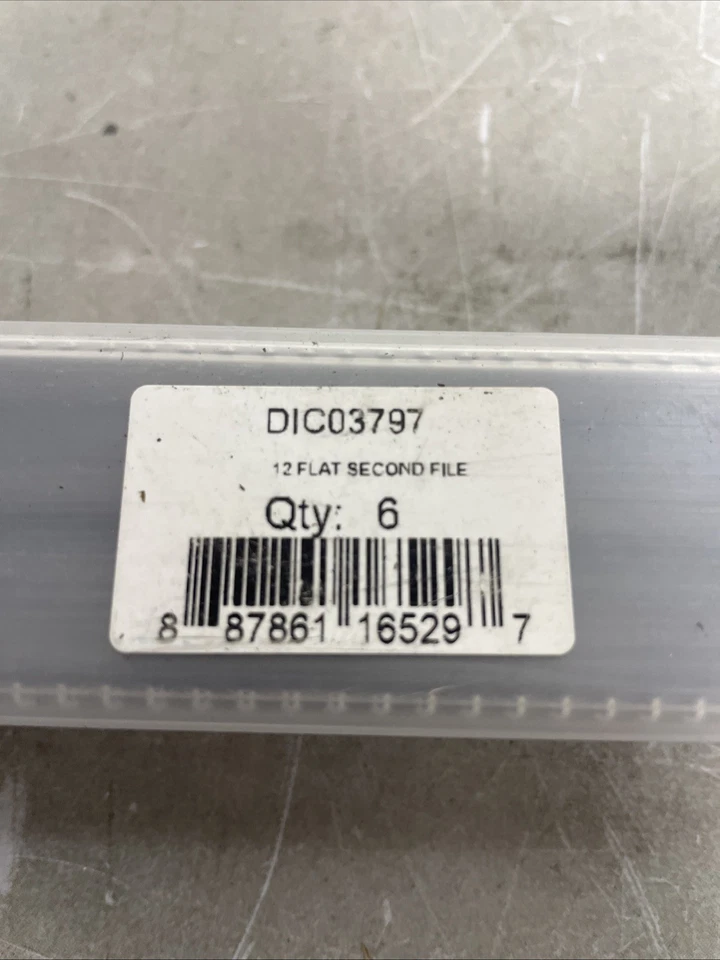 DIC03797
12 FLAT SECOND FILE
Qty: 6
8 87861 16529 7